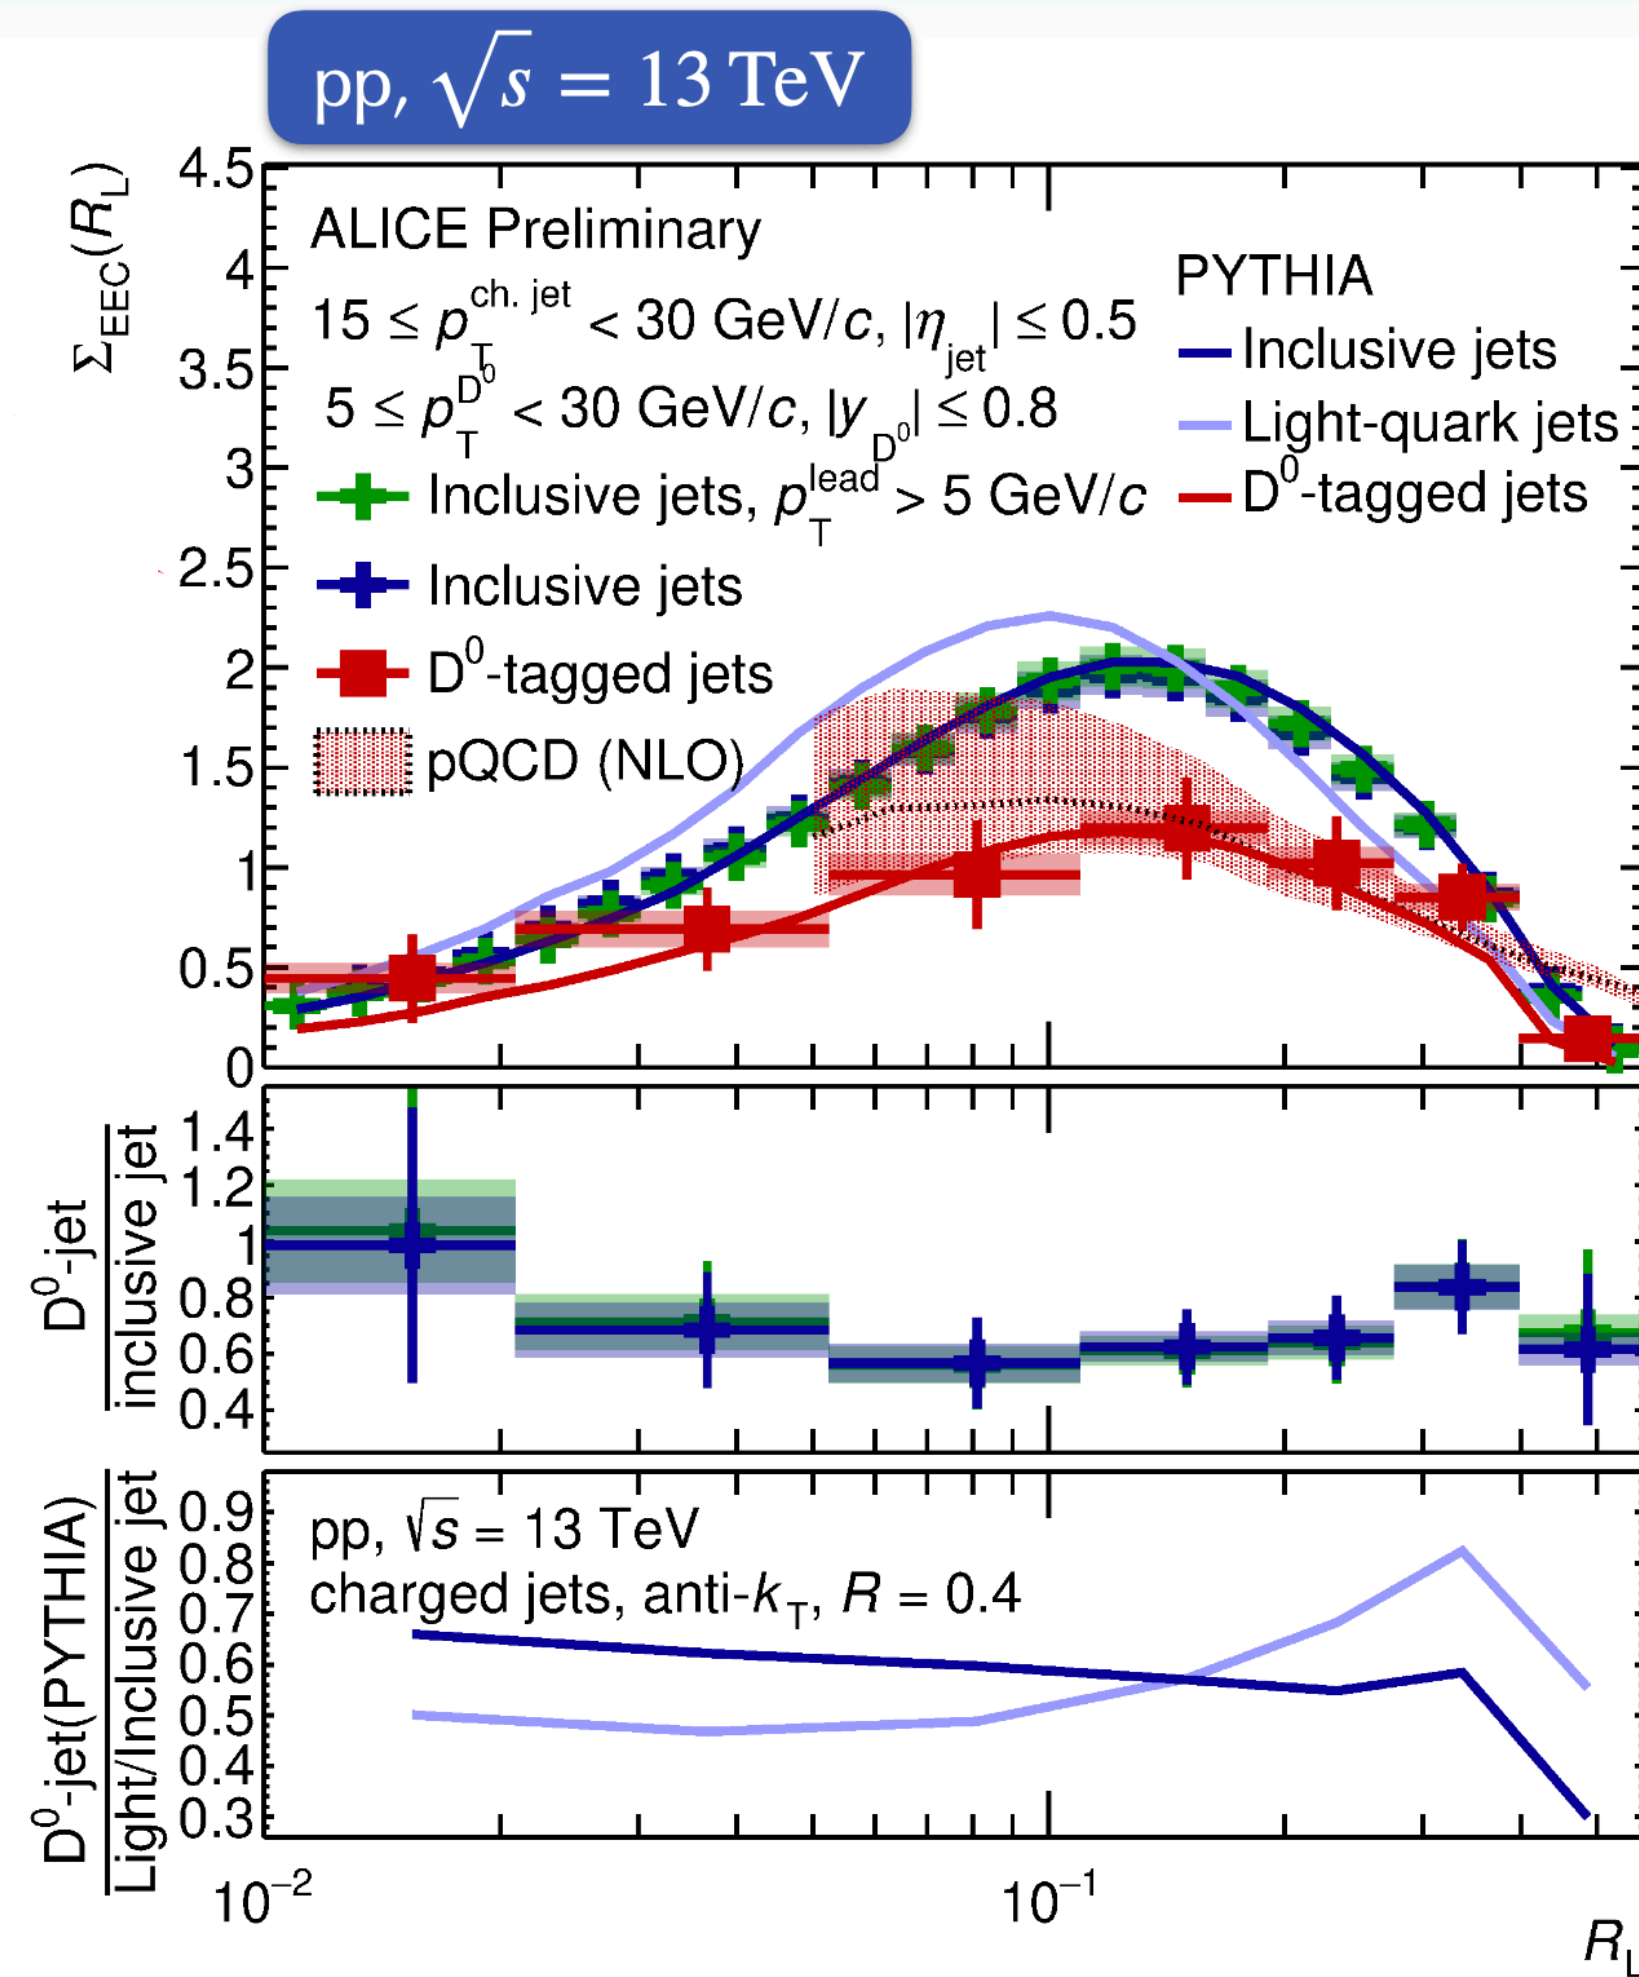 pp, √s = 13 TeV
Σ_EEC(R_L)
4.5
4
3.5
3
2.5
2
1.5
1
0.5
0
ALICE Preliminary
15 ≤ p_T^ch. jet < 30 GeV/c, |η_jet| ≤ 0.5
5 ≤ p_T^D⁰ < 30 GeV/c, |y_D⁰| ≤ 0.8
Inclusive jets, p_T^lead > 5 GeV/c
Inclusive jets
D⁰-tagged jets
pQCD (NLO)
PYTHIA
Inclusive jets
Light-quark jets
D⁰-tagged jets
D⁰-jet
inclusive jet
1.4
1.2
1
0.8
0.6
0.4
D⁰-jet(PYTHIA)
Light/Inclusive jet
0.9
0.8
0.7
0.6
0.5
0.4
0.3
pp, √s = 13 TeV
charged jets, anti-k_T, R = 0.4
10⁻²
10⁻¹
R_L